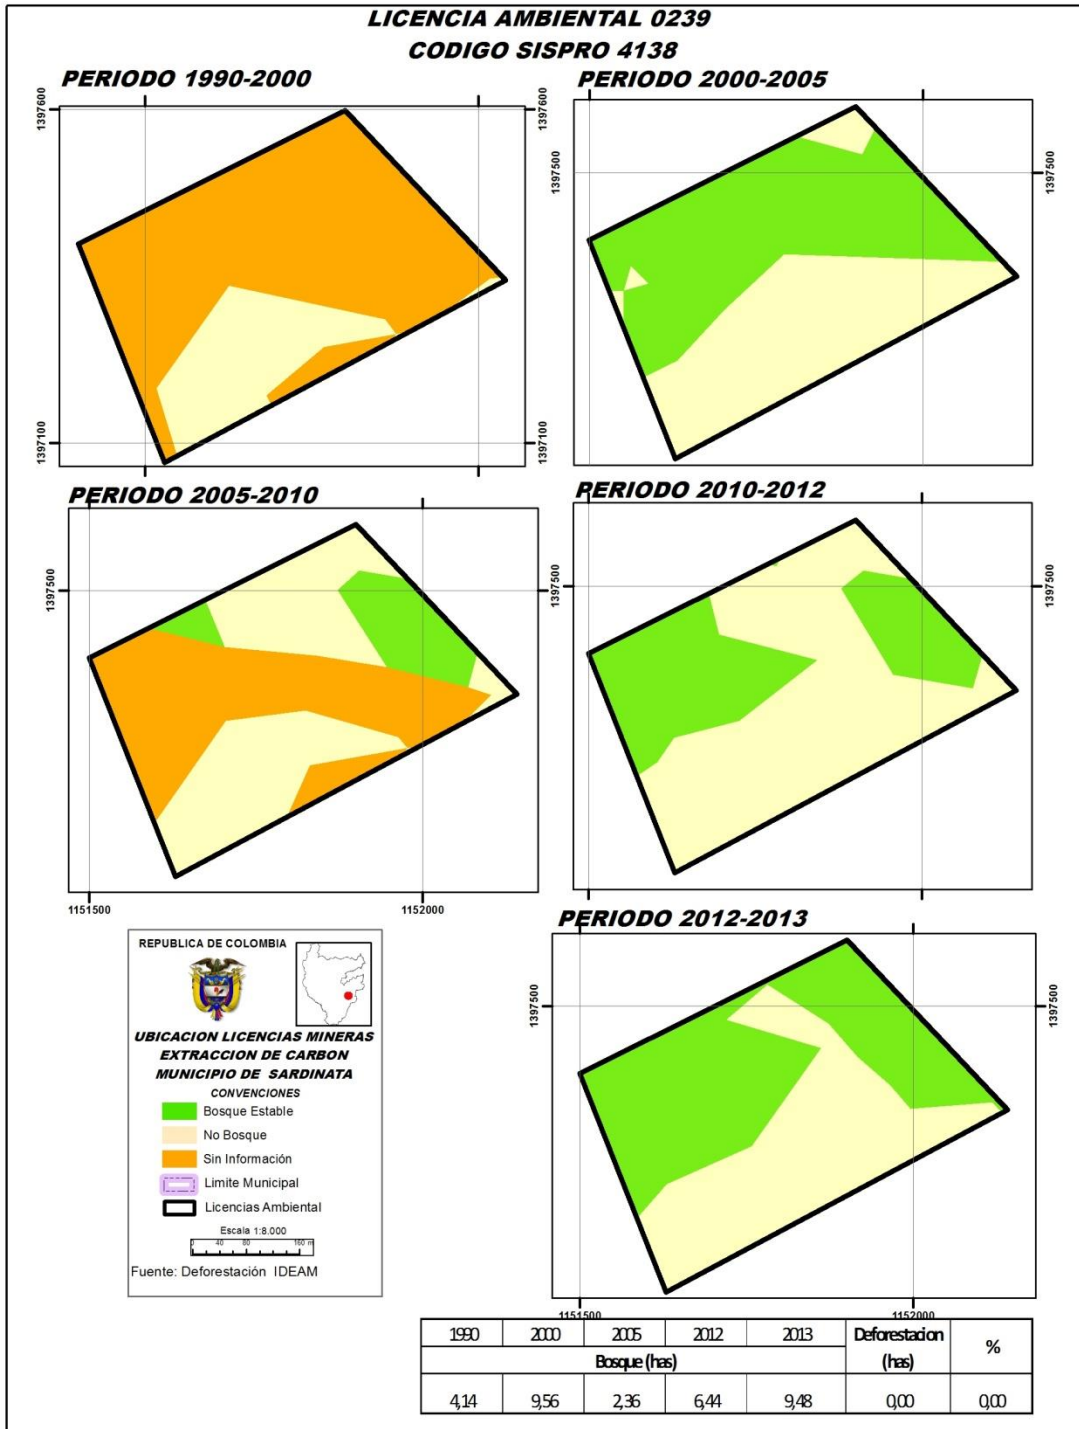 LICENCIA AMBIENTAL 0239
CODIGO SISPRO 4138
PERIODO 1990-2000
PERIODO 2000-2005
1397600
1397600
1397500
1397500
1397100
1397100
PERIODO 2005-2010
PERIODO 2010-2012
1397500
1397500
1397500
1151500
1152000
PERIODO 2012-2013
1397500
1397500
1151500
1152000
REPUBLICA DE COLOMBIA
UBICACION LICENCIAS MINERAS
EXTRACCION DE CARBON
MUNICIPIO DE SARDINATA
CONVENCIONES
Bosque Estable
No Bosque
Sin Información
Limite Municipal
Licencias Ambiental
Escala 1:8.000
0 40 80 160 m
Fuente: Deforestación IDEAM
1990 2000 2005 2012 2013 Deforestacion (has) %
Bosque (has)
4,14 9,56 2,36 6,44 9,48 0,00 0,00